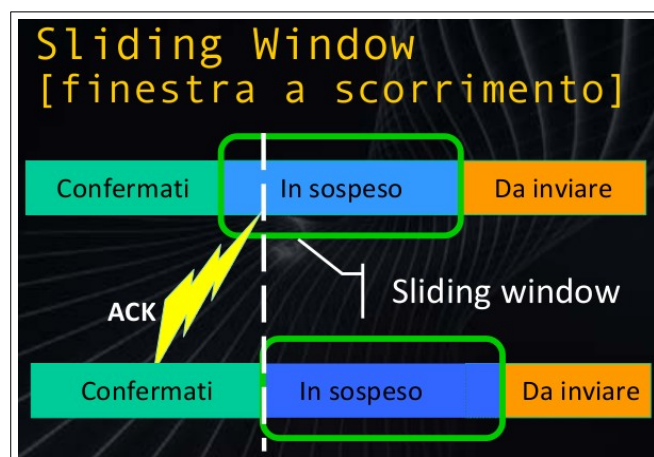 Sliding Window
[finestra a scorrimento]
Confermati In sospeso Da inviare
Sliding window
ACK
Confermati In sospeso Da inviare